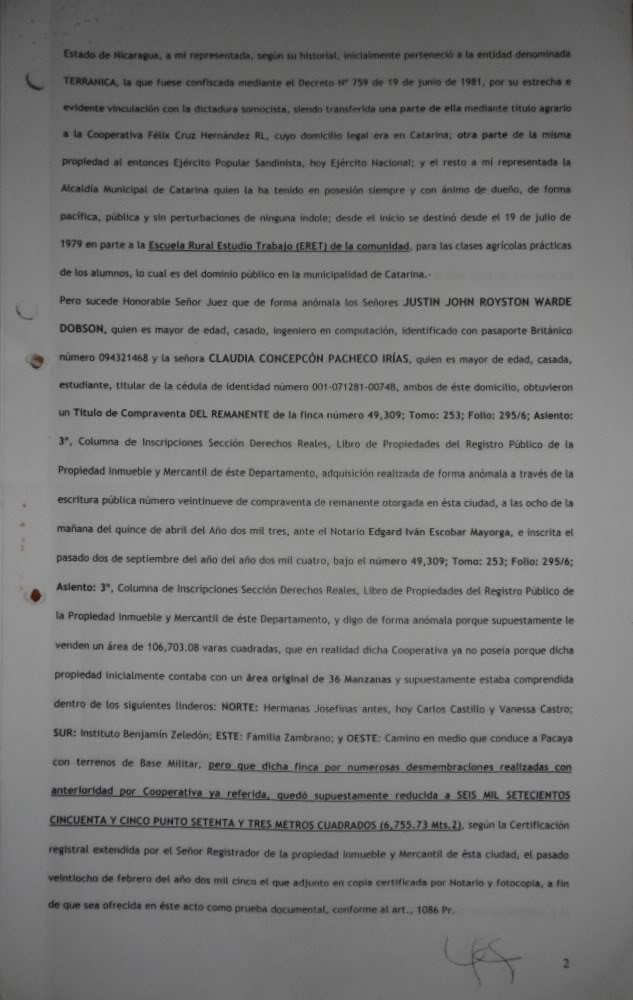 Estado de Nicaragua, a mi representada, según su historial, inicialmente perteneció a la entidad denominada
TERRANICA, la que fuese confiscada mediante el Decreto Nº 759 de 19 de junio de 1981, por su estrecha e
evidente vinculación con la dictadura somocista, siendo transferida una parte de ella mediante título agrario
a la Cooperativa Félix Cruz Hernández RL, cuyo domicilio legal era en Catarina; otra parte de la misma
propiedad al entonces Ejército Popular Sandinista, hoy Ejército Nacional; y el resto a mi representada la
Alcaldía Municipal de Catarina quien la ha tenido en posesión siempre y con ánimo de dueño, de forma
pacífica, pública y sin perturbaciones de ninguna índole; desde el inicio se destinó desde el 19 de julio de
1979 en parte a la Escuela Rural Estudio Trabajo (ERET) de la comunidad, para las clases agrícolas prácticas
de los alumnos, lo cual es del dominio público en la municipalidad de Catarina.-
Pero sucede Honorable Señor Juez que de forma anómala los Señores JUSTIN JOHN ROYSTON WARDE
DOBSON, quien es mayor de edad, casado, ingeniero en computación, identificado con pasaporte Británico
número 094321468 y la señora CLAUDIA CONCEPCÓN PACHECO IRÍAS, quien es mayor de edad, casada,
estudiante, titular de la cédula de identidad número 001-071281-0074B, ambos de éste domicilio, obtuvieron
un Titulo de Compraventa DEL REMANENTE de la finca número 49,309; Tomo: 253; Folio: 295/6; Asiento:
3º, Columna de Inscripciones Sección Derechos Reales, Libro de Propiedades del Registro Público de la
Propiedad Inmueble y Mercantil de éste Departamento, adquisición realizada de forma anómala a través de la
escritura pública número veintinueve de compraventa de remanente otorgada en ésta ciudad, a las ocho de la
mañana del quince de abril del Año dos mil tres, ante el Notario Edgard Iván Escobar Mayorga, e inscrita el
pasado dos de septiembre del año del año dos mil cuatro, bajo el número 49,309; Tomo: 253; Folio: 295/6;
Asiento: 3º, Columna de Inscripciones Sección Derechos Reales, Libro de Propiedades del Registro Público de
la Propiedad Inmueble y Mercantil de éste Departamento, y digo de forma anómala porque supuestamente le
venden un área de 106,703.08 varas cuadradas, que en realidad dicha Cooperativa ya no poseía porque dicha
propiedad inicialmente contaba con un área original de 36 Manzanas y supuestamente estaba comprendida
dentro de los siguientes linderos: NORTE: Hermanas Josefinas antes, hoy Carlos Castillo y Vanessa Castro;
SUR: Instituto Benjamín Zeledón; ESTE: Familia Zambrano; y OESTE: Camino en medio que conduce a Pacaya
con terrenos de Base Militar, pero que dicha finca por numerosas desmembraciones realizadas con
anterioridad por Cooperativa ya referida, quedó supuestamente reducida a SEIS MIL SETECIENTOS
CINCUENTA Y CINCO PUNTO SETENTA Y TRES METROS CUADRADOS (6,755.73 Mts.2), según la Certificación
registral extendida por el Señor Registrador de la propiedad Inmueble y Mercantil de ésta ciudad, el pasado
veintiocho de febrero del año dos mil cinco el que adjunto en copia certificada por Notario y fotocopia, a fin
de que sea ofrecida en éste acto como prueba documental, conforme al art., 1086 Pr.
2